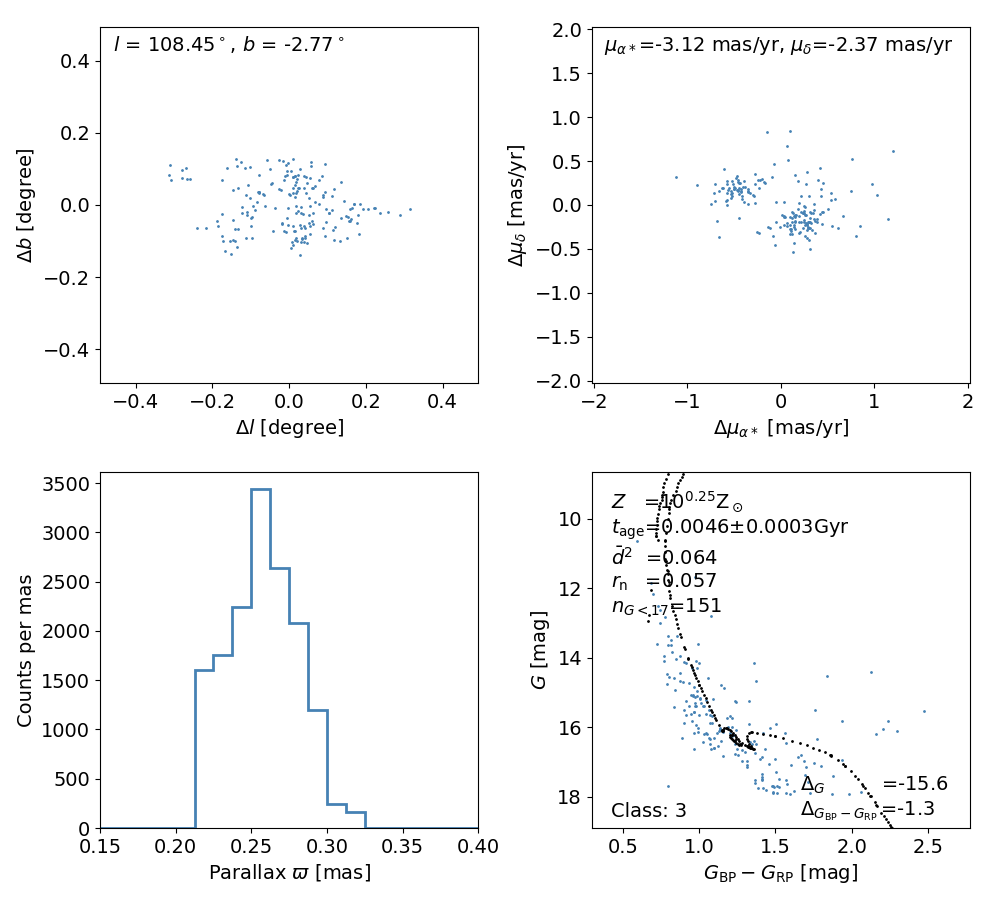 l = 108.45°, b = -2.77°
0.4
0.2
0.0
−0.2
−0.4
Δb [degree]
−0.4 −0.2 0.0 0.2 0.4
Δl [degree]
μα*=-3.12 mas/yr, μδ=-2.37 mas/yr
2.0
1.5
1.0
0.5
0.0
−0.5
−1.0
−1.5
−2.0
Δμδ [mas/yr]
−2 −1 0 1 2
Δμα* [mas/yr]
3500
3000
2500
2000
1500
1000
500
0
Counts per mas
0.15 0.20 0.25 0.30 0.35 0.40
Parallax ϖ [mas]
Z =10^0.25 Z⊙
t_age=0.0046±0.0003Gyr
d̄² =0.064
r_n =0.057
n_G<17=151
10
12
14
16
18
G [mag]
Δ_G =-15.6
Class: 3
Δ_GBP−GRP=-1.3
0.5 1.0 1.5 2.0 2.5
G_BP − G_RP [mag]